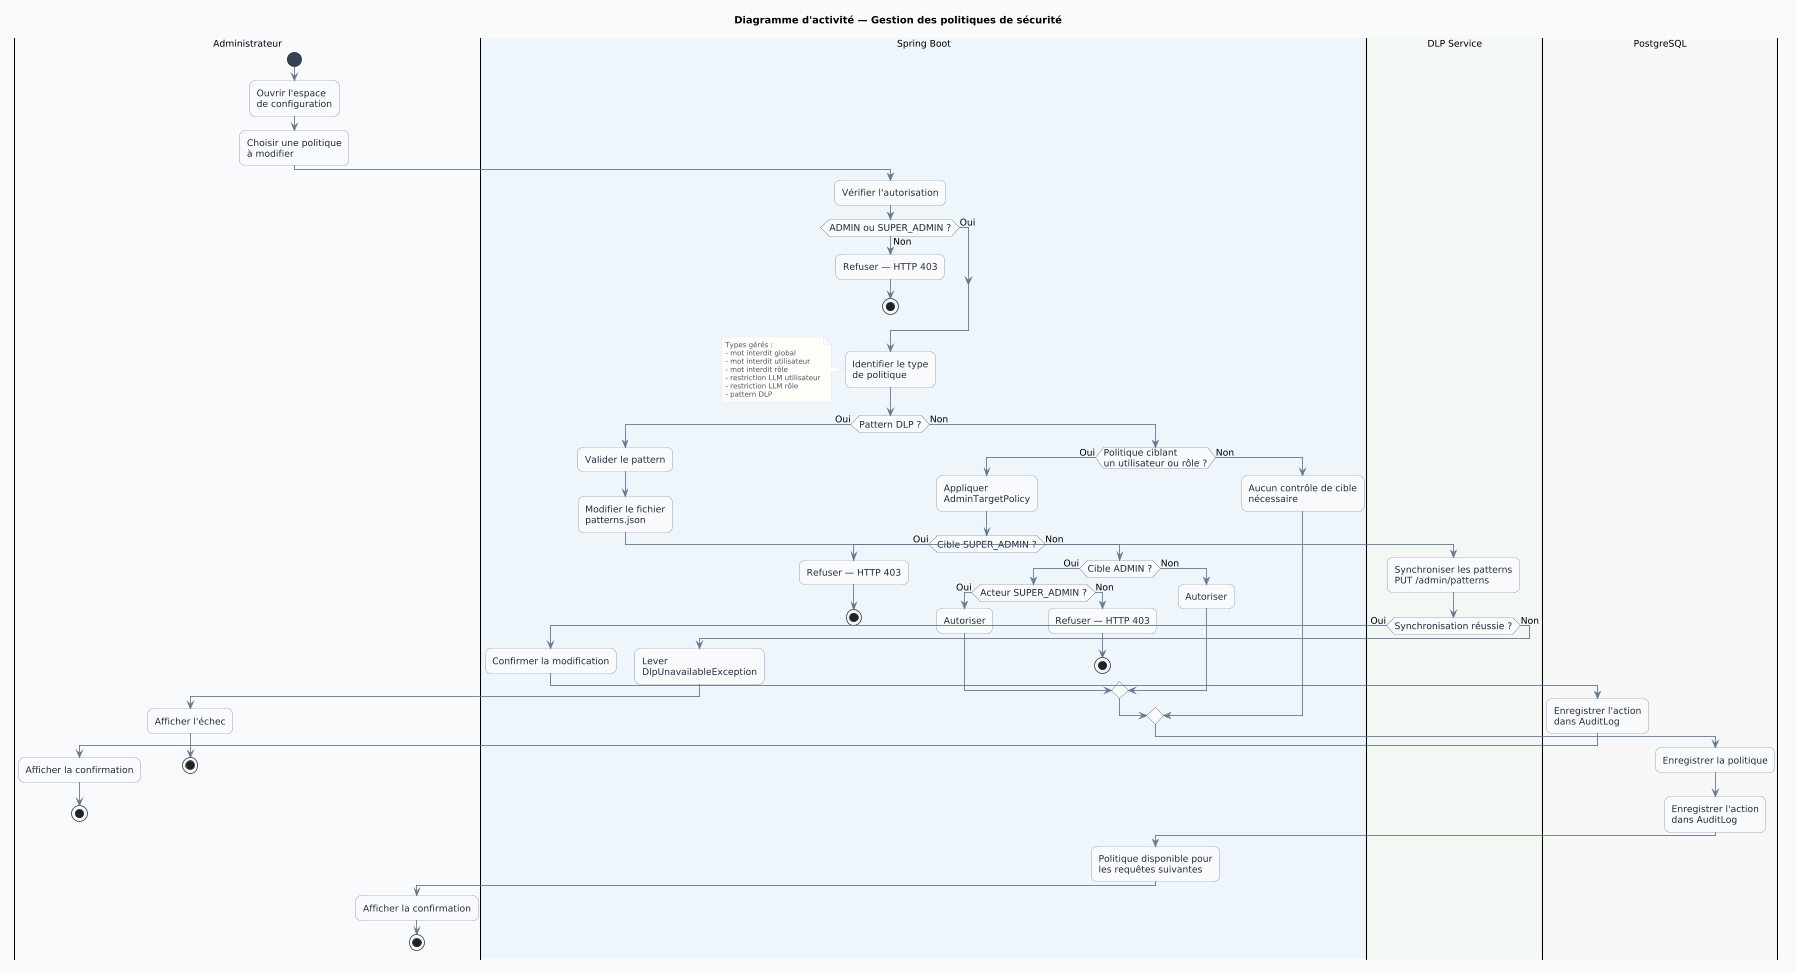 Diagramme d'activité — Gestion des politiques de sécurité
Administrateur
Spring Boot
DLP Service
PostgreSQL
Ouvrir l'espace
de configuration
Choisir une politique
à modifier
Vérifier l'autorisation
ADMIN ou SUPER_ADMIN ?
Oui
Non
Refuser — HTTP 403
Types gérés :
- mot interdit global
- mot interdit utilisateur
- mot interdit rôle
- restriction LLM utilisateur
- restriction LLM rôle
- pattern DLP
Identifier le type
de politique
Oui
Pattern DLP ?
Non
Valider le pattern
Modifier le fichier
patterns.json
Oui
Politique ciblant
un utilisateur ou rôle ?
Non
Appliquer
AdminTargetPolicy
Aucun contrôle de cible
nécessaire
Oui
Cible SUPER_ADMIN ?
Non
Refuser — HTTP 403
Oui
Cible ADMIN ?
Non
Oui
Acteur SUPER_ADMIN ?
Non
Autoriser
Autoriser
Refuser — HTTP 403
Synchroniser les patterns
PUT /admin/patterns
Oui
Synchronisation réussie ?
Non
Confirmer la modification
Lever
DlpUnavailableException
Afficher l'échec
Enregistrer l'action
dans AuditLog
Afficher la confirmation
Enregistrer la politique
Enregistrer l'action
dans AuditLog
Politique disponible pour
les requêtes suivantes
Afficher la confirmation